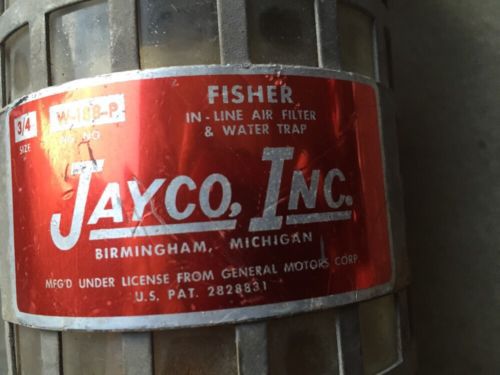 FISHER
IN-LINE AIR FILTER
& WATER TRAP
3/4
SIZE
NO
JAYCO, INC.
BIRMINGHAM, MICHIGAN
MFG'D UNDER LICENSE FROM GENERAL MOTORS CORP
U.S. PAT. 2828831